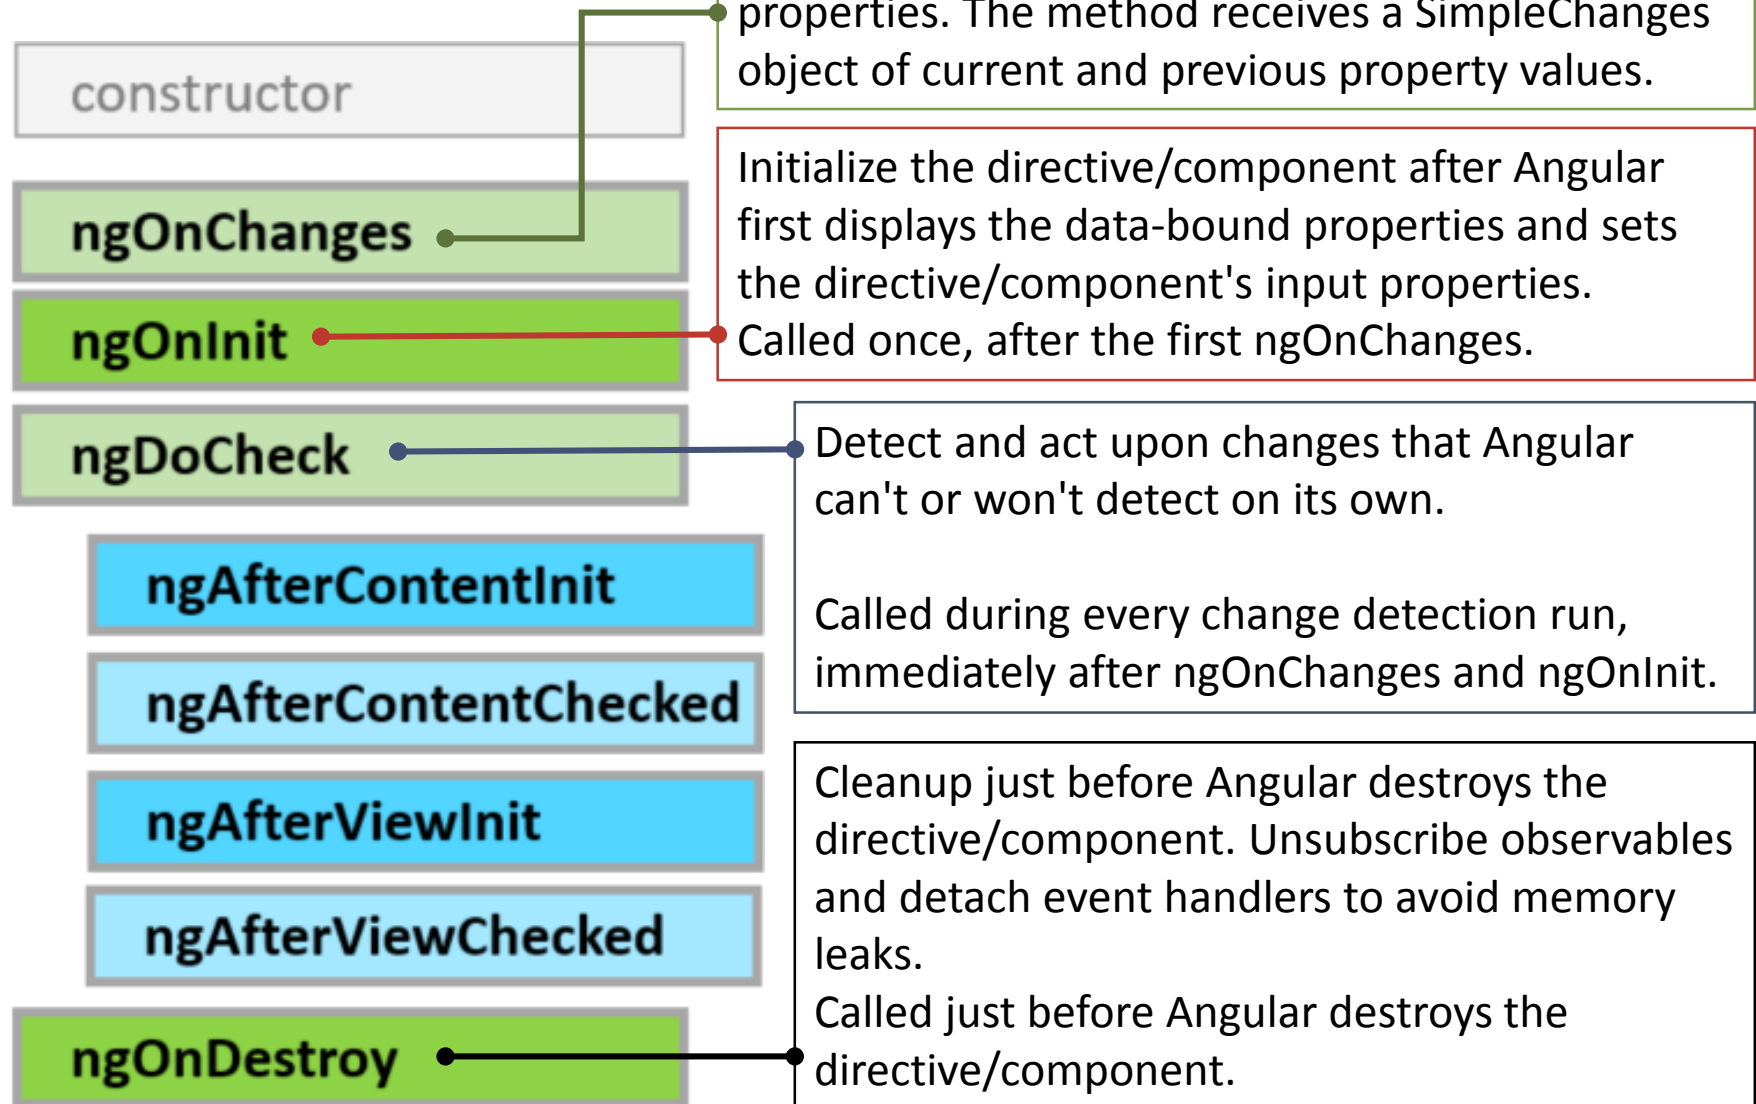 properties. The method receives a SimpleChanges
object of current and previous property values.
constructor
ngOnChanges
Initialize the directive/component after Angular
first displays the data-bound properties and sets
the directive/component's input properties.
Called once, after the first ngOnChanges.
ngOnInit
ngDoCheck
Detect and act upon changes that Angular
can't or won't detect on its own.
Called during every change detection run,
immediately after ngOnChanges and ngOnInit.
ngAfterContentInit
ngAfterContentChecked
ngAfterViewInit
ngAfterViewChecked
ngOnDestroy
Cleanup just before Angular destroys the
directive/component. Unsubscribe observables
and detach event handlers to avoid memory
leaks.
Called just before Angular destroys the
directive/component.